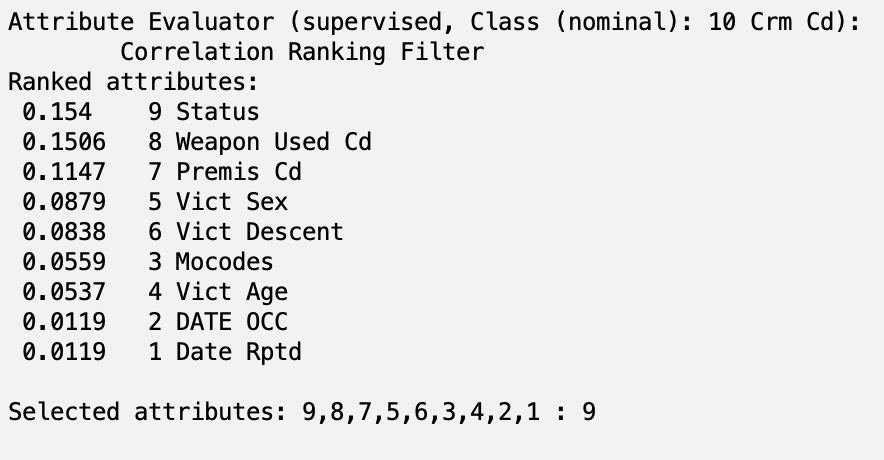 Attribute Evaluator (supervised, Class (nominal): 10 Crm Cd):
Correlation Ranking Filter
Ranked attributes:
0.154 9 Status
0.1506 8 Weapon Used Cd
0.1147 7 Premis Cd
0.0879 5 Vict Sex
0.0838 6 Vict Descent
0.0559 3 Mocodes
0.0537 4 Vict Age
0.0119 2 DATE OCC
0.0119 1 Date Rptd
Selected attributes: 9,8,7,5,6,3,4,2,1 : 9